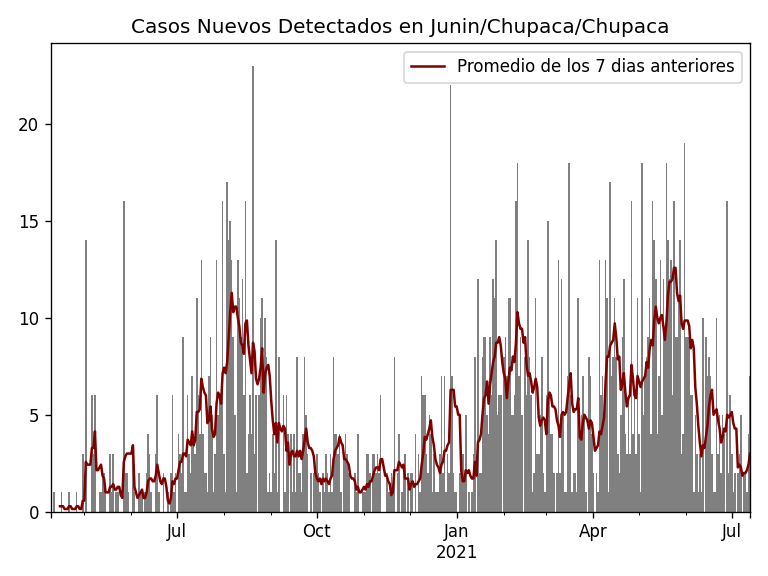 Casos Nuevos Detectados en Junin/Chupaca/Chupaca
Promedio de los 7 dias anteriores
20
15
10
5
0
Jul
Oct
Jan
2021
Apr
Jul